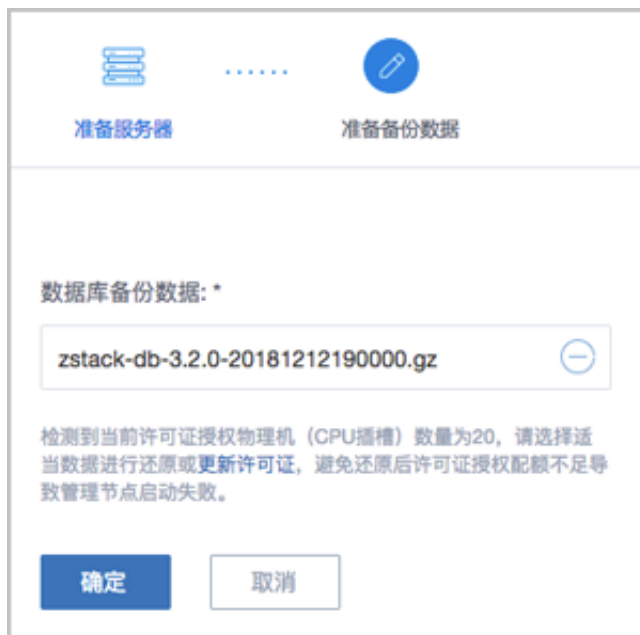 准备服务器
准备备份数据
数据库备份数据: *
zstack-db-3.2.0-20181212190000.gz
检测到当前许可证授权物理机（CPU插槽）数量为20，请选择适
当数据进行还原或更新许可证，避免还原后许可证授权配额不足导
致管理节点启动失败。
确定
取消